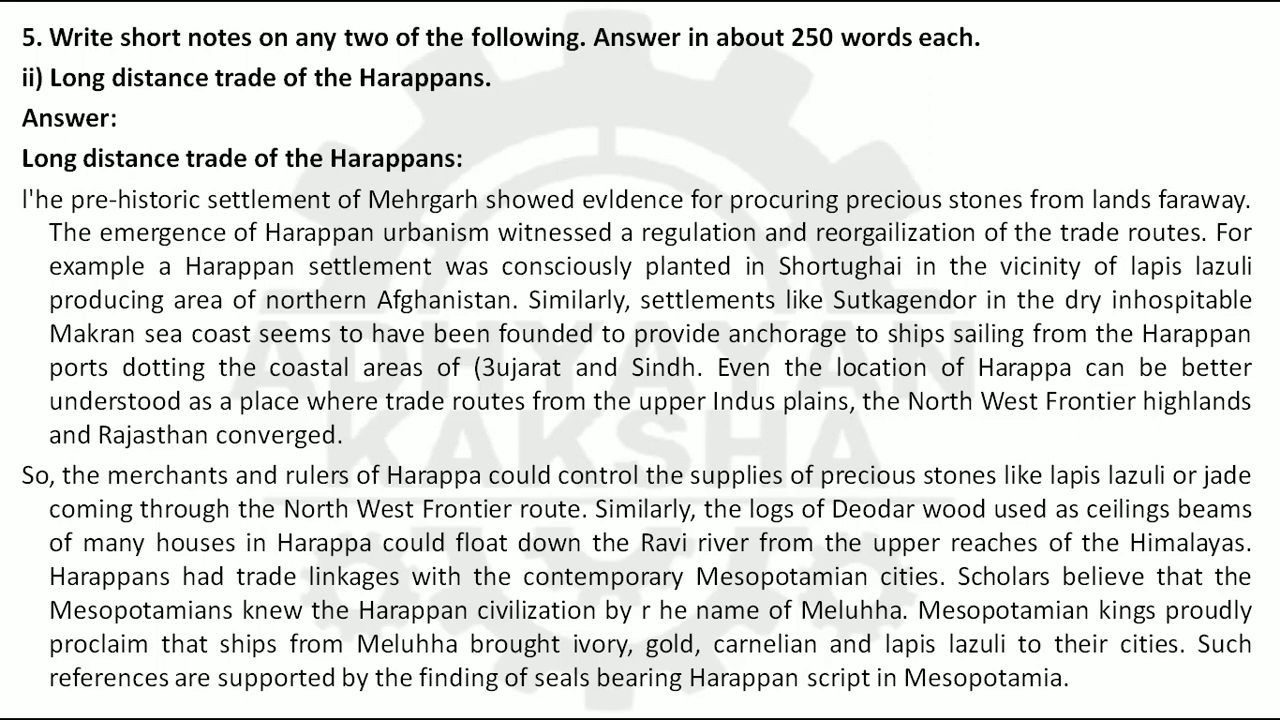 5. Write short notes on any two of the following. Answer in about 250 words each.
ii) Long distance trade of the Harappans.
Answer:
Long distance trade of the Harappans:
l'he pre-historic settlement of Mehrgarh showed evldence for procuring precious stones from lands faraway.
The emergence of Harappan urbanism witnessed a regulation and reorgailization of the trade routes. For
example a Harappan settlement was consciously planted in Shortughai in the vicinity of lapis lazuli
producing area of northern Afghanistan. Similarly, settlements like Sutkagendor in the dry inhospitable
Makran sea coast seems to have been founded to provide anchorage to ships sailing from the Harappan
ports dotting the coastal areas of (3ujarat and Sindh. Even the location of Harappa can be better
understood as a place where trade routes from the upper Indus plains, the North West Frontier highlands
and Rajasthan converged.
So, the merchants and rulers of Harappa could control the supplies of precious stones like lapis lazuli or jade
coming through the North West Frontier route. Similarly, the logs of Deodar wood used as ceilings beams
of many houses in Harappa could float down the Ravi river from the upper reaches of the Himalayas.
Harappans had trade linkages with the contemporary Mesopotamian cities. Scholars believe that the
Mesopotamians knew the Harappan civilization by r he name of Meluhha. Mesopotamian kings proudly
proclaim that ships from Meluhha brought ivory, gold, carnelian and lapis lazuli to their cities. Such
references are supported by the finding of seals bearing Harappan script in Mesopotamia.
ADHYAYAN
KAKSHA